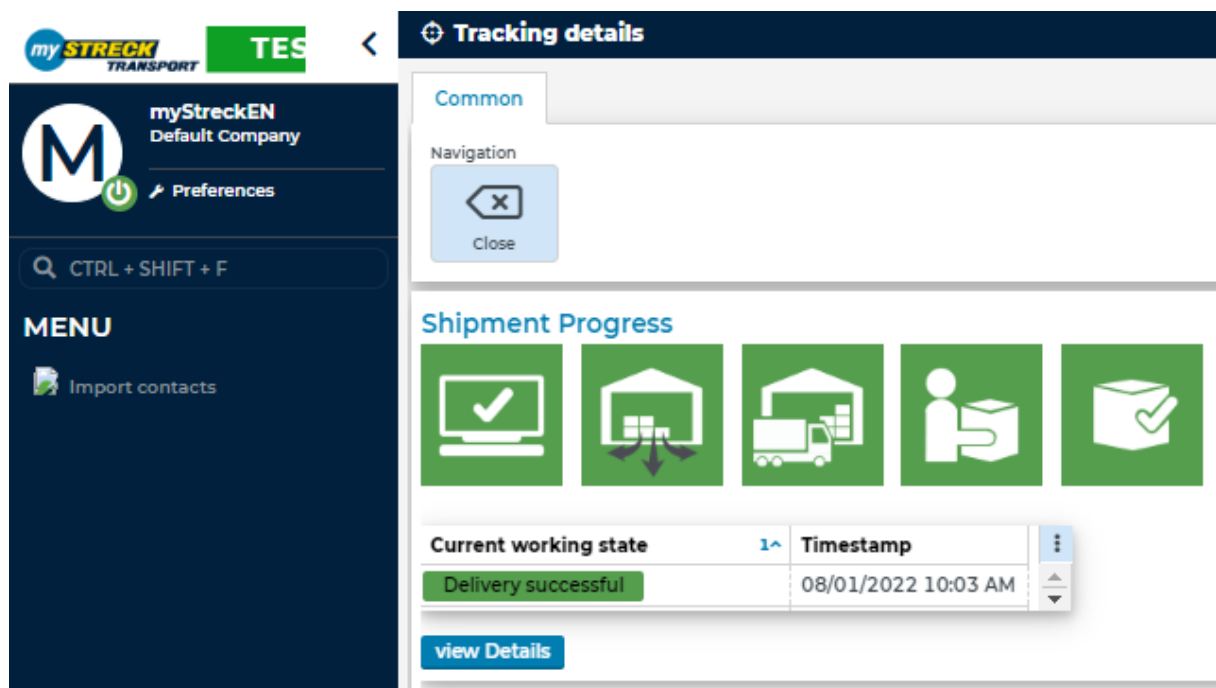 my STRECK
TRANSPORT
TES
Tracking details
myStreckEN
Default Company
M
Preferences
CTRL + SHIFT + F
MENU
Import contacts
Common
Navigation
Close
Shipment Progress
Current working state 1 Timestamp
Delivery successful 08/01/2022 10:03 AM
view Details